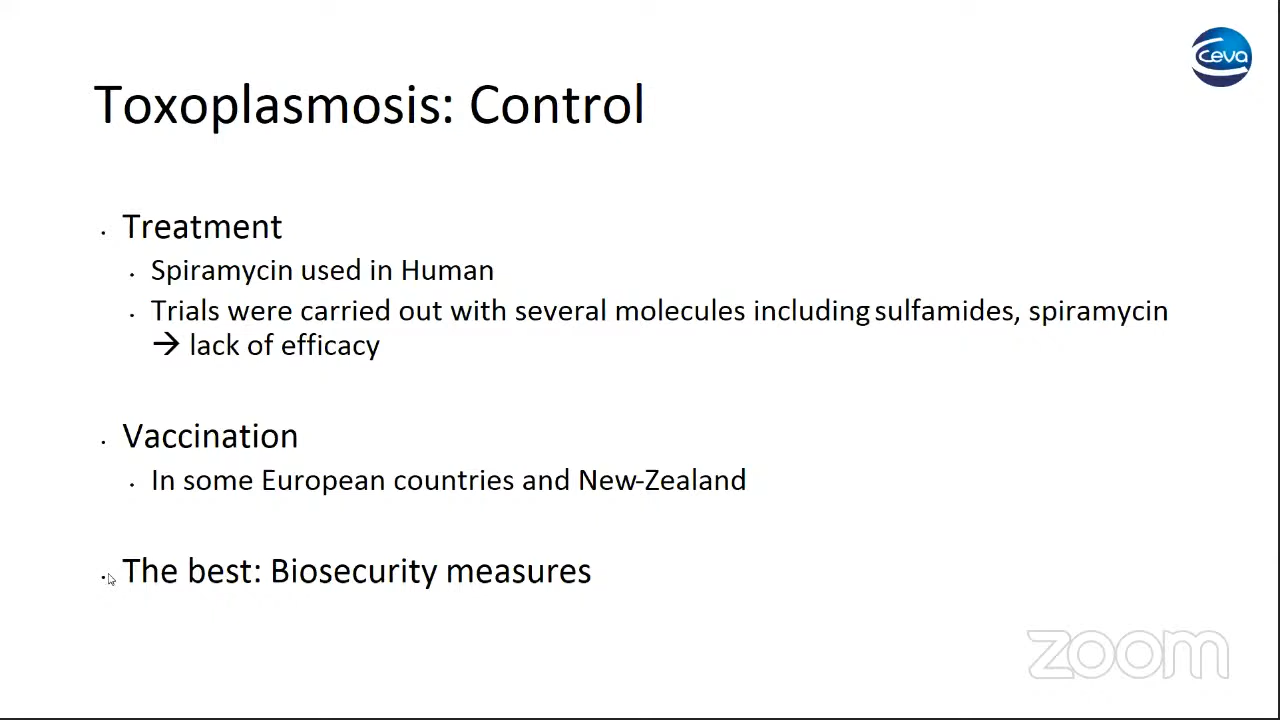 ceva
Toxoplasmosis: Control
Treatment
Spiramycin used in Human
Trials were carried out with several molecules including sulfamides, spiramycin
→ lack of efficacy
Vaccination
In some European countries and New-Zealand
The best: Biosecurity measures
zoom